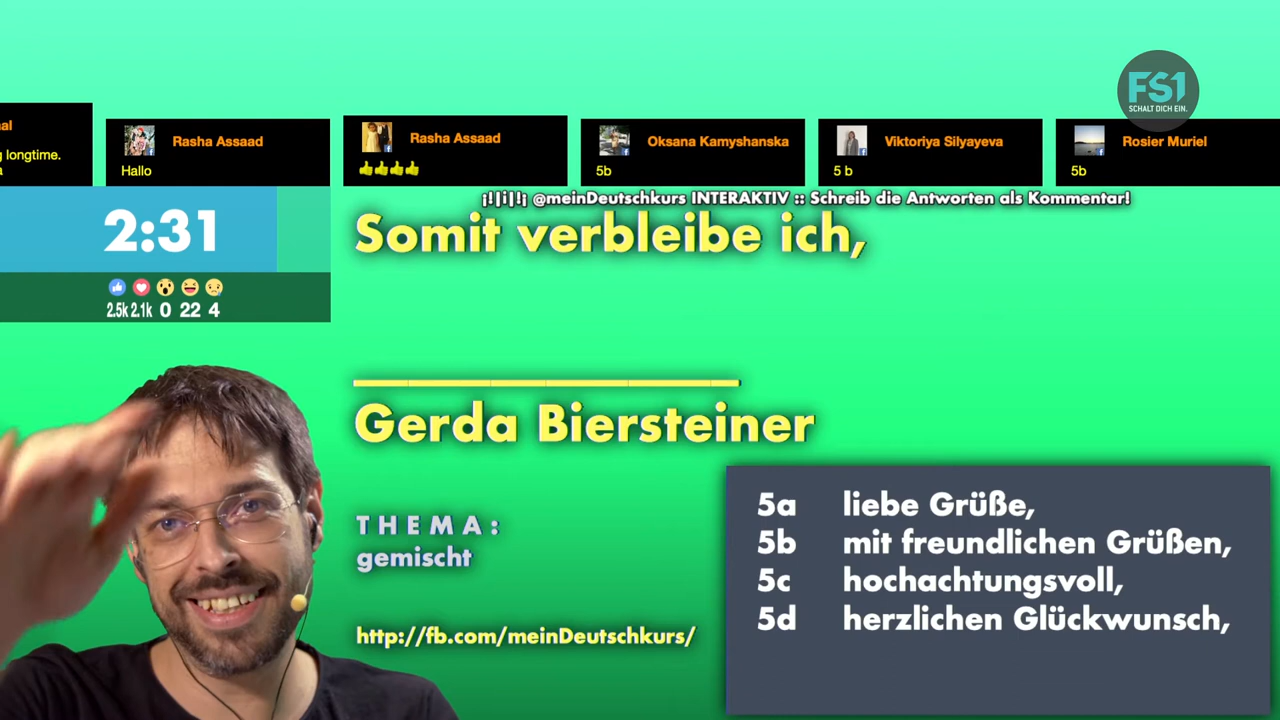 FS1
SCHALT DICH EIN.
al
longtime.
Rasha Assaad
Hallo
Rasha Assaad
Oksana Kamyshanska
5b
Viktoriya Silyayeva
5 b
Rosier Muriel
5b
¡!|i|!¡ @meinDeutschkurs INTERAKTIV :: Schreib die Antworten als Kommentar!
2:31
2.5k 2.1k 0 22 4
Somit verbleibe ich,
Gerda Biersteiner
THEMA:
gemischt
http://fb.com/meinDeutschkurs/
5a liebe Grüße,
5b mit freundlichen Grüßen,
5c hochachtungsvoll,
5d herzlichen Glückwunsch,